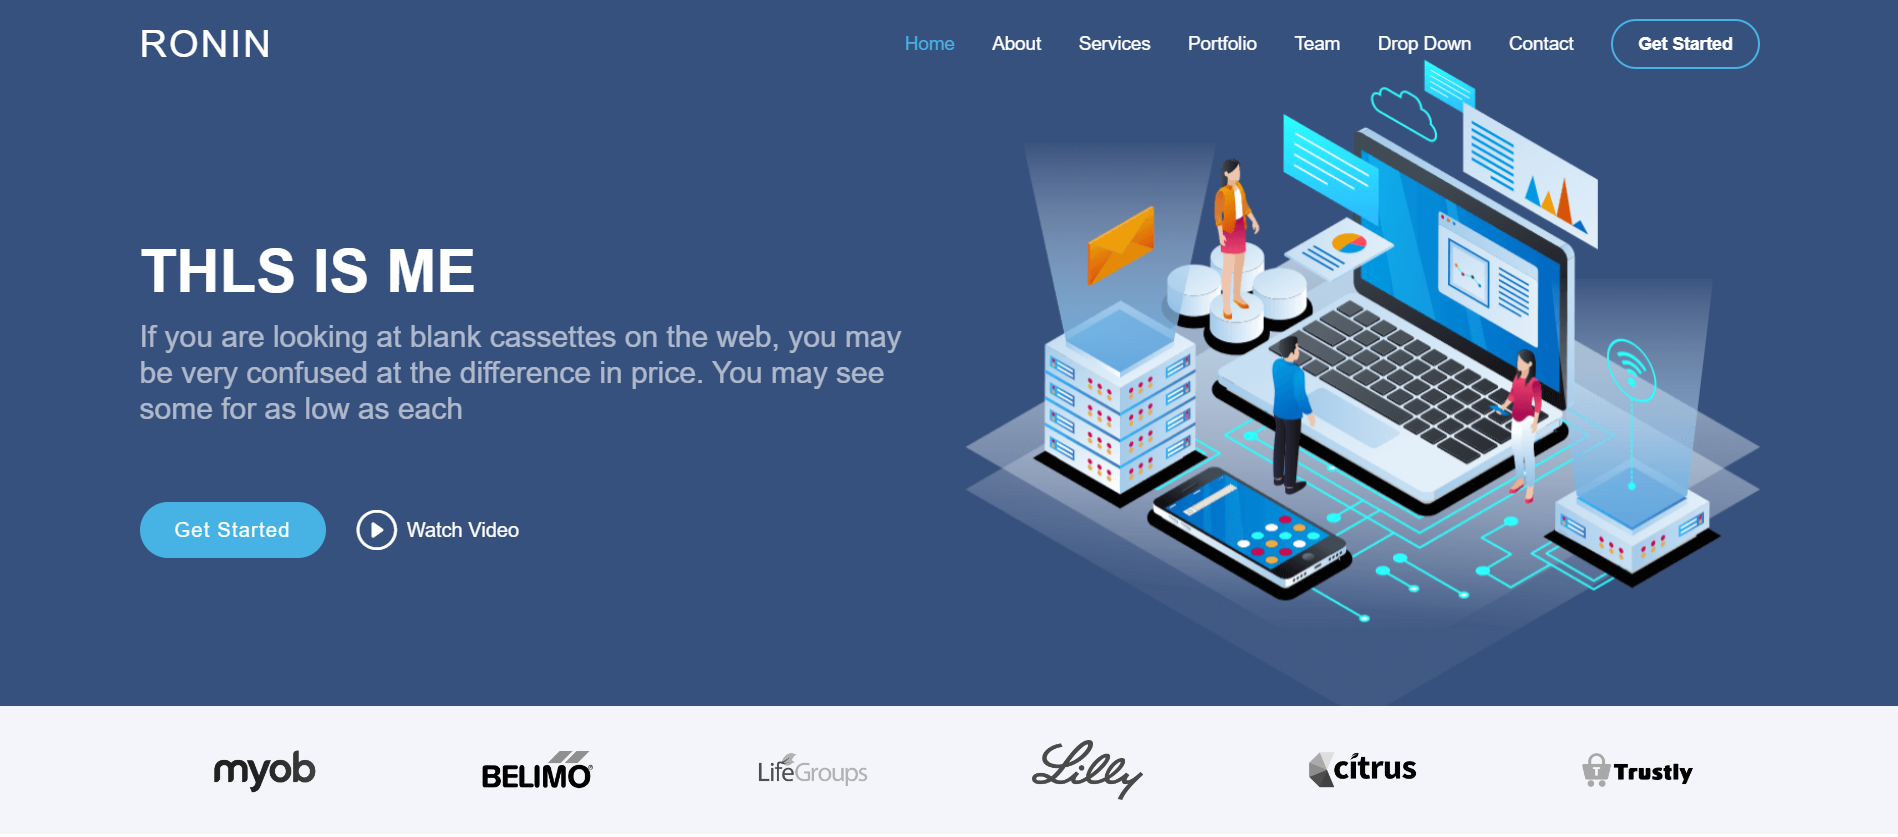 RONIN
Home About Services Portfolio Team Drop Down Contact Get Started
THLS IS ME
If you are looking at blank cassettes on the web, you may
be very confused at the difference in price. You may see
some for as low as each
Get Started Watch Video
myob BELIMO® LifeGroups Lilly citrus T Trustly